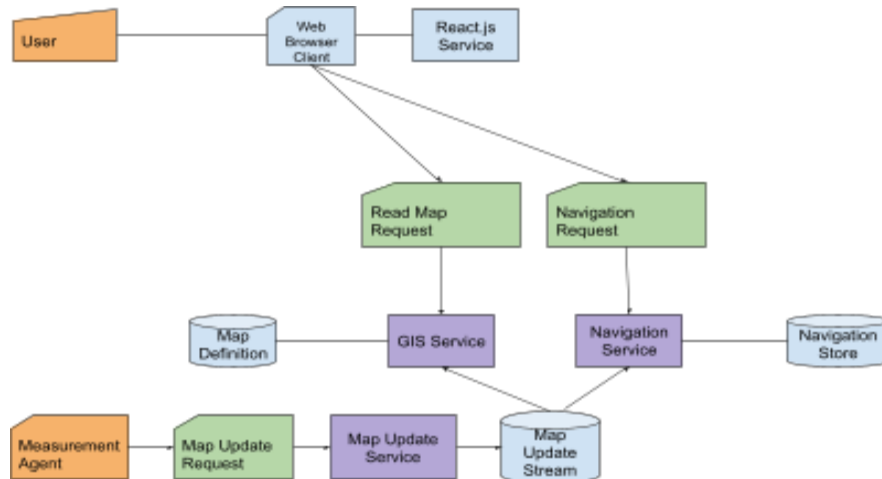 User
Web
Browser
Client
React.js
Service
Read Map
Request
Navigation
Request
Map
Definition
GIS Service
Navigation
Service
Navigation
Store
Measurement
Agent
Map Update
Request
Map Update
Service
Map
Update
Stream